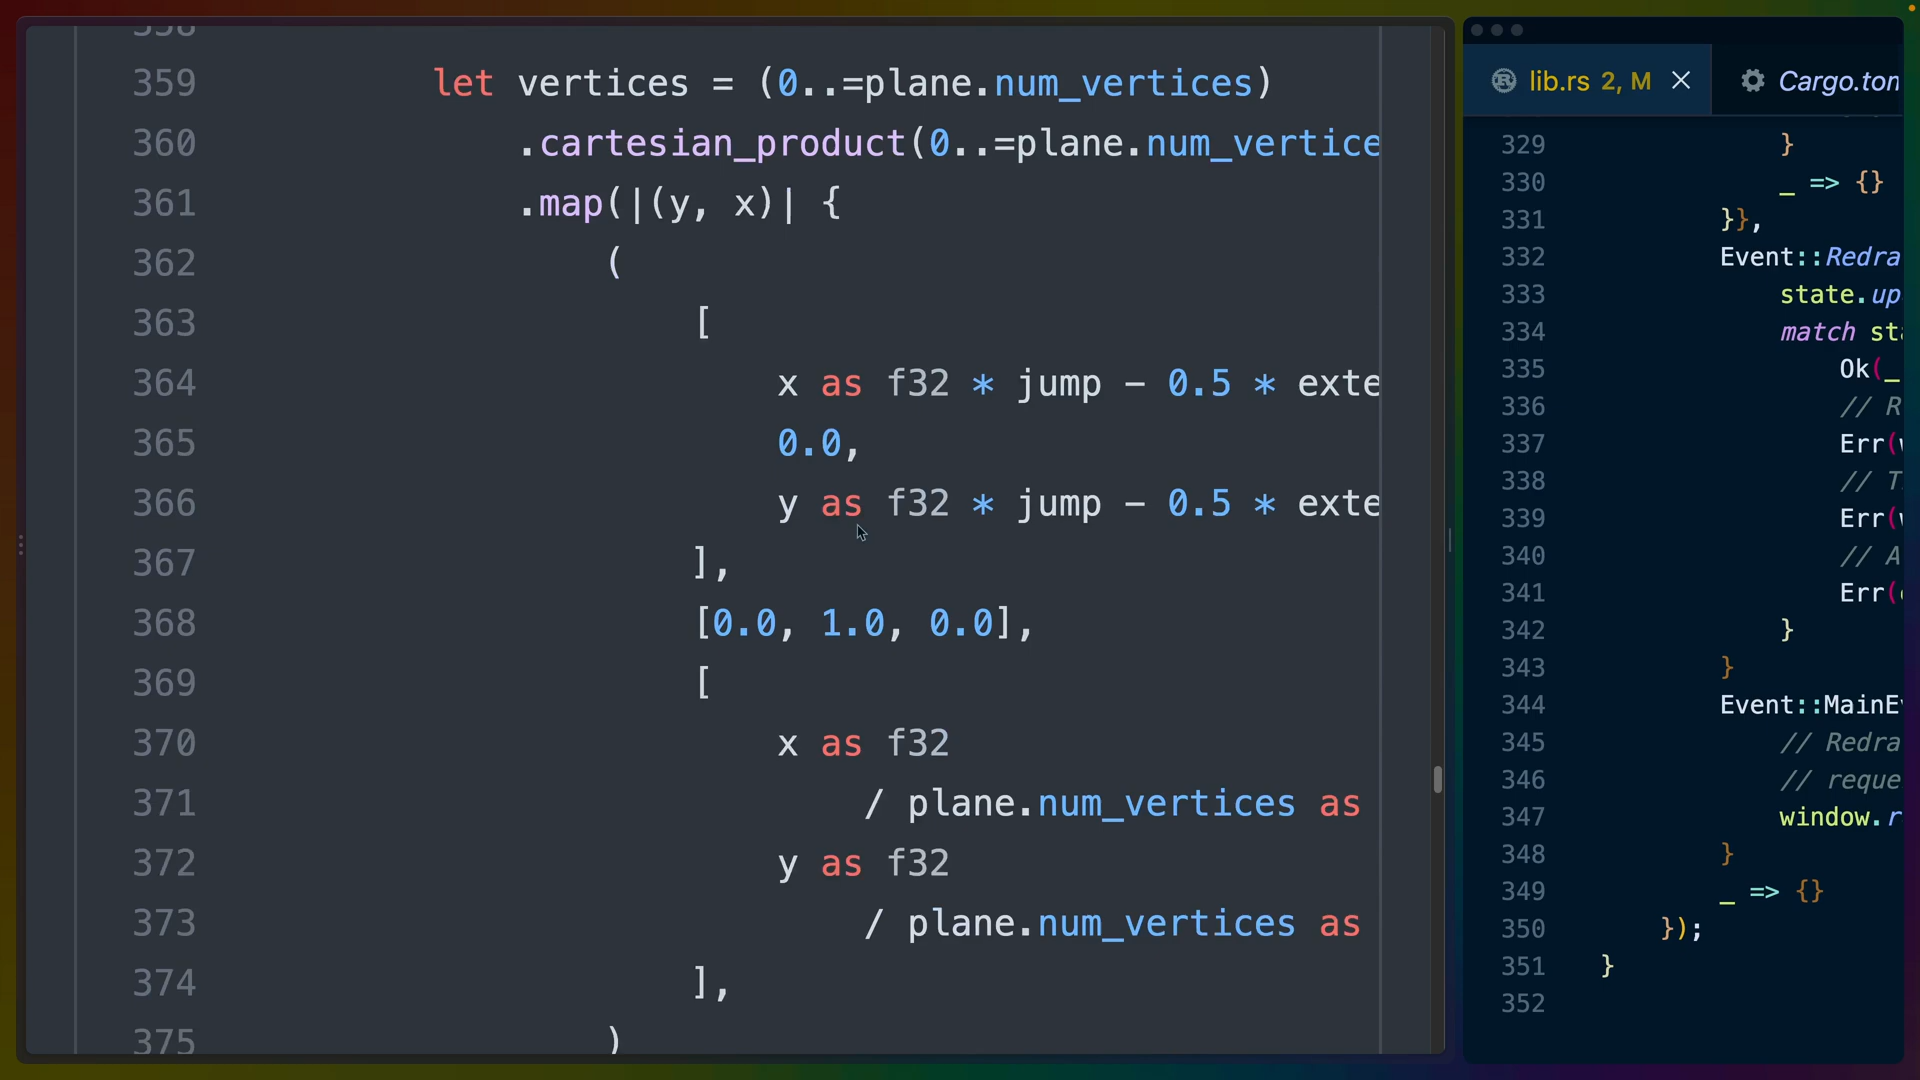 359 let vertices = (0..=plane.num_vertices)
360 .cartesian_product(0..=plane.num_vertice
361 .map(|(y, x)| {
362 (
363 [
364 x as f32 * jump - 0.5 * exte
365 0.0,
366 y as f32 * jump - 0.5 * exte
367 ],
368 [0.0, 1.0, 0.0],
369 [
370 x as f32
371 / plane.num_vertices as
372 y as f32
373 / plane.num_vertices as
374 ],
375 )
lib.rs 2, M
Cargo.tom
329 }
330 _ => {}
331 }},
332 Event::Redra
333 state.up
334 match sta
335 Ok(_
336 // R
337 Err(w
338 // T
339 Err(w
340 // A
341 Err(e
342 }
343 }
344 Event::MainEv
345 // Redra
346 // reque
347 window.r
348 }
349 _ => {}
350 });
351 }
352